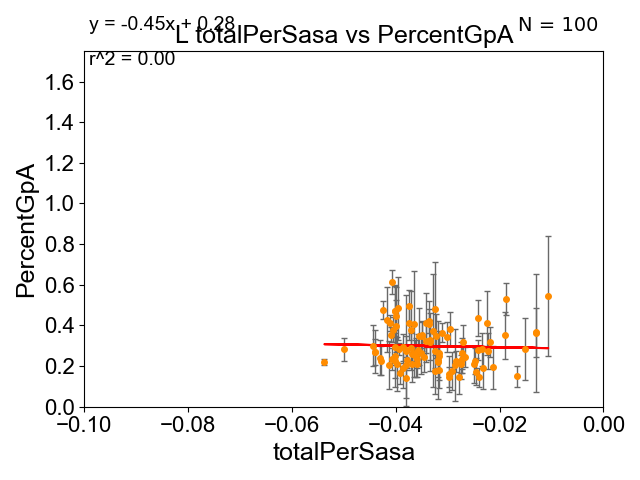 y = -0.45x + 0.28
N = 100
L totalPerSasa vs PercentGpA
r^2 = 0.00
PercentGpA
1.6
1.4
1.2
1.0
0.8
0.6
0.4
0.2
0.0
−0.10 −0.08 −0.06 −0.04 −0.02 0.00
totalPerSasa